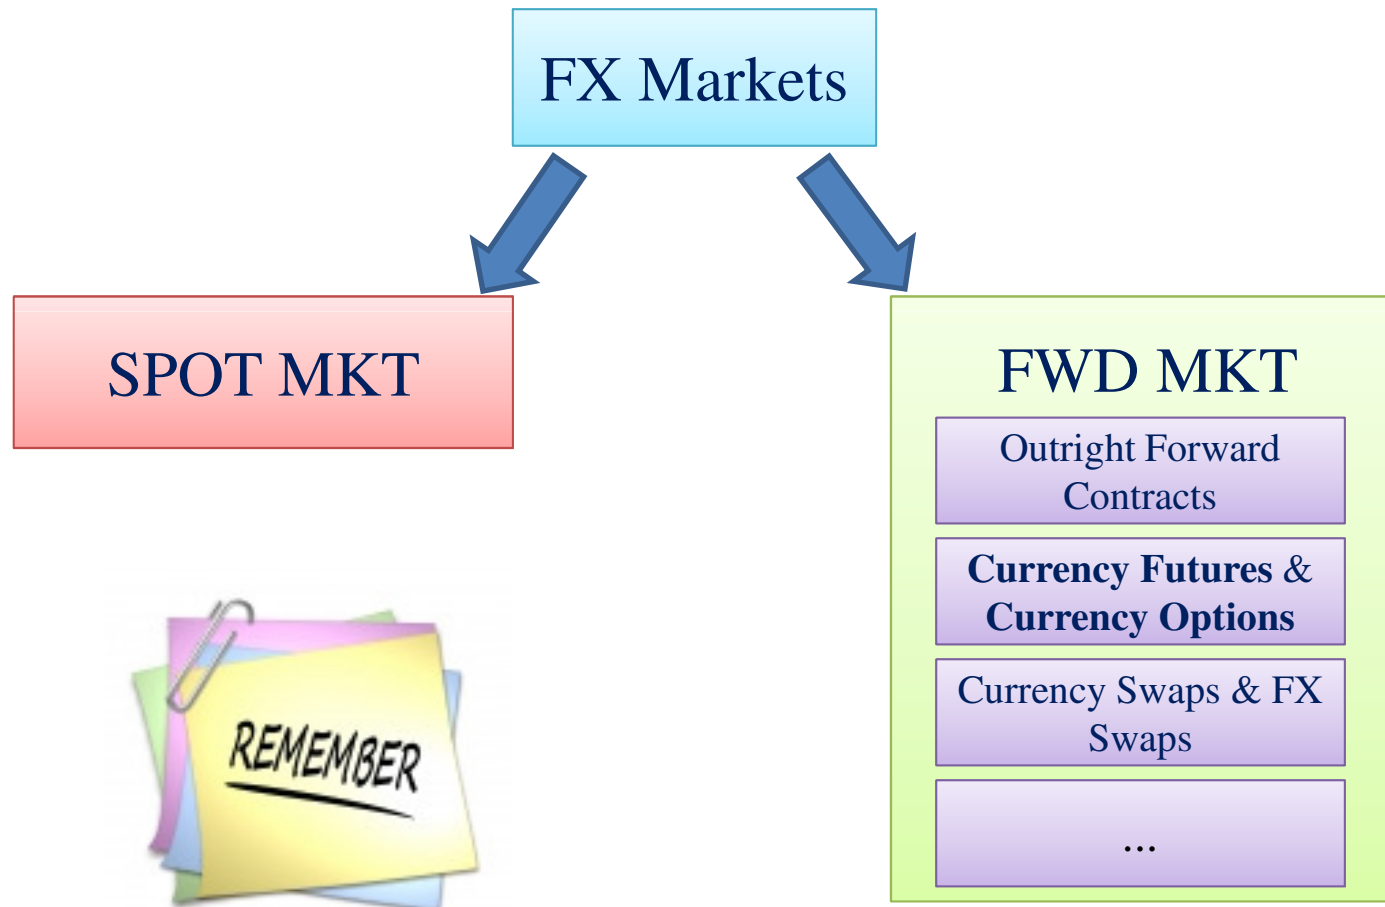 FX Markets
SPOT MKT
FWD MKT
Outright Forward
Contracts
Currency Futures &
Currency Options
Currency Swaps & FX
Swaps
...
REMEMBER